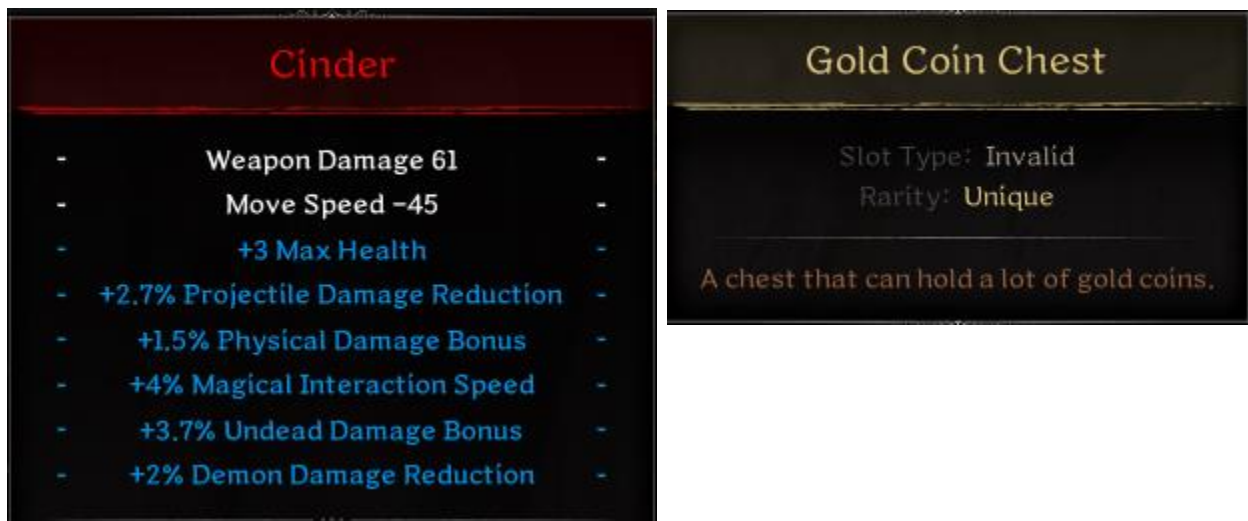 Cinder
- Weapon Damage 61 -
- Move Speed -45 -
- +3 Max Health -
- +2.7% Projectile Damage Reduction -
- +1.5% Physical Damage Bonus -
- +4% Magical Interaction Speed -
- +3.7% Undead Damage Bonus -
- +2% Demon Damage Reduction -
Gold Coin Chest
Slot Type: Invalid
Rarity: Unique
A chest that can hold a lot of gold coins.